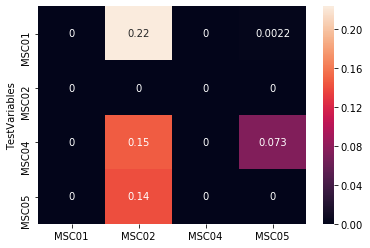 MSC01 0 0.22 0 0.0022
MSC02 0 0 0 0
MSC04 0 0.15 0 0.073
MSC05 0 0.14 0 0
TestVariables
MSC01 MSC02 MSC04 MSC05
0.20
0.16
0.12
0.08
0.04
0.00